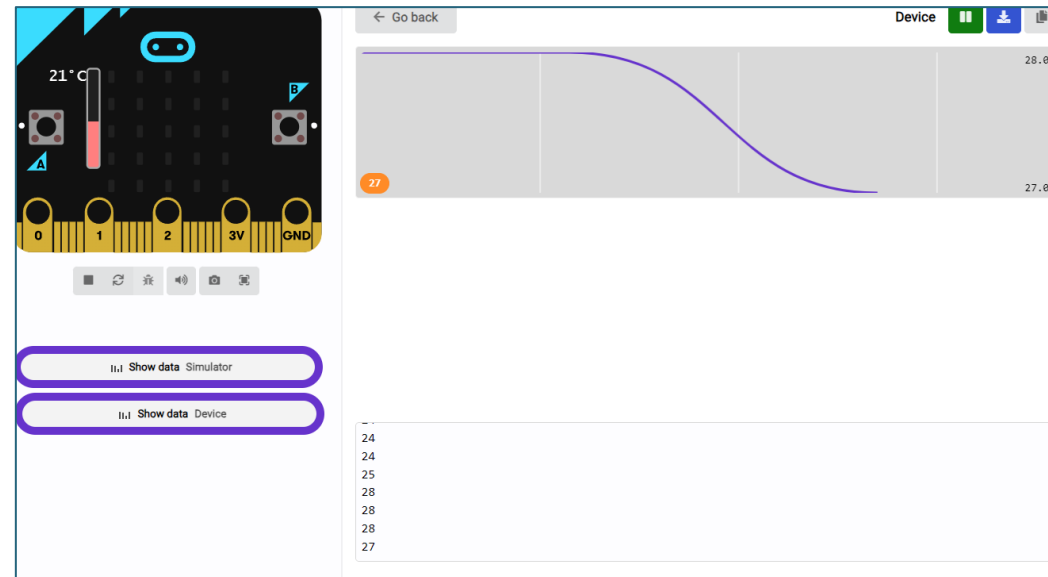 ← Go back
Device
21°C
B
A
0 1 2 3V GND
28.0
27
27.0
Show data Simulator
Show data Device
24
24
25
28
28
28
27